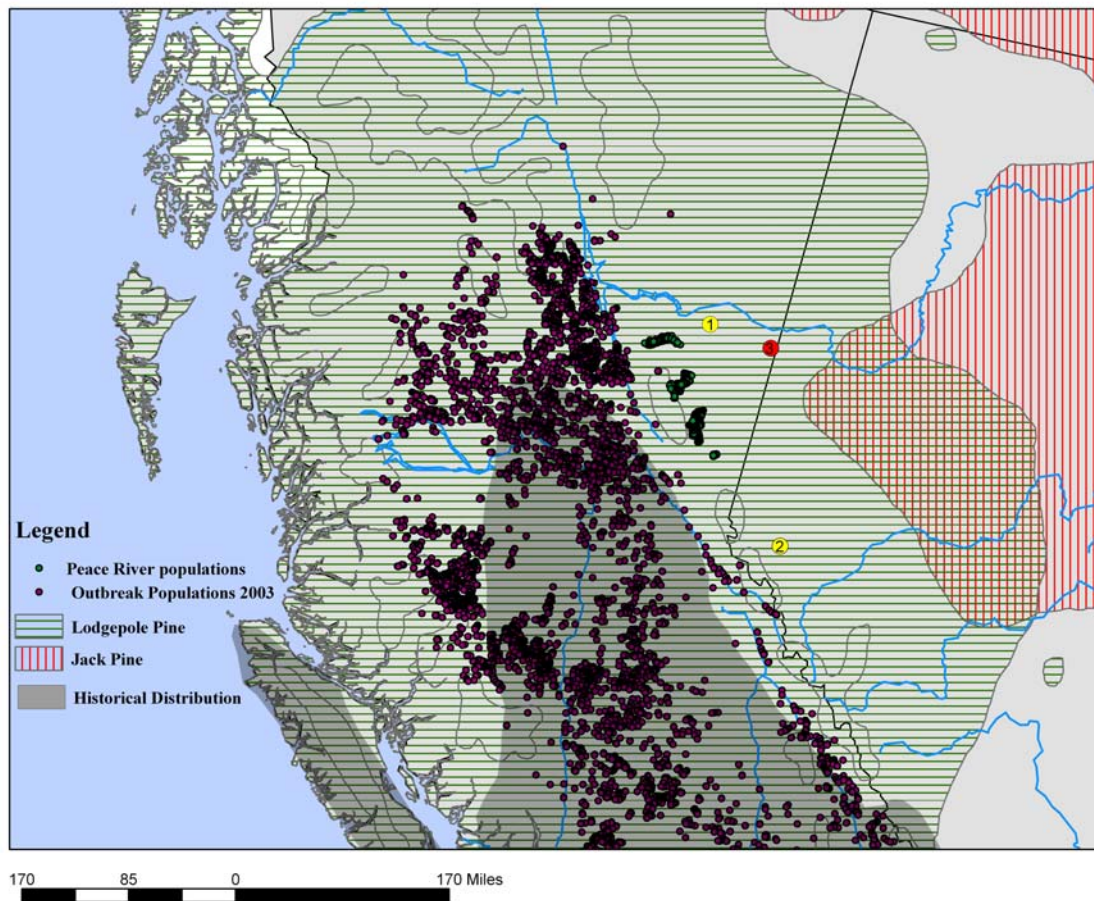 1
3
2
Legend
Peace River populations
Outbreak Populations 2003
Lodgepole Pine
Jack Pine
Historical Distribution
170 85 0 170 Miles